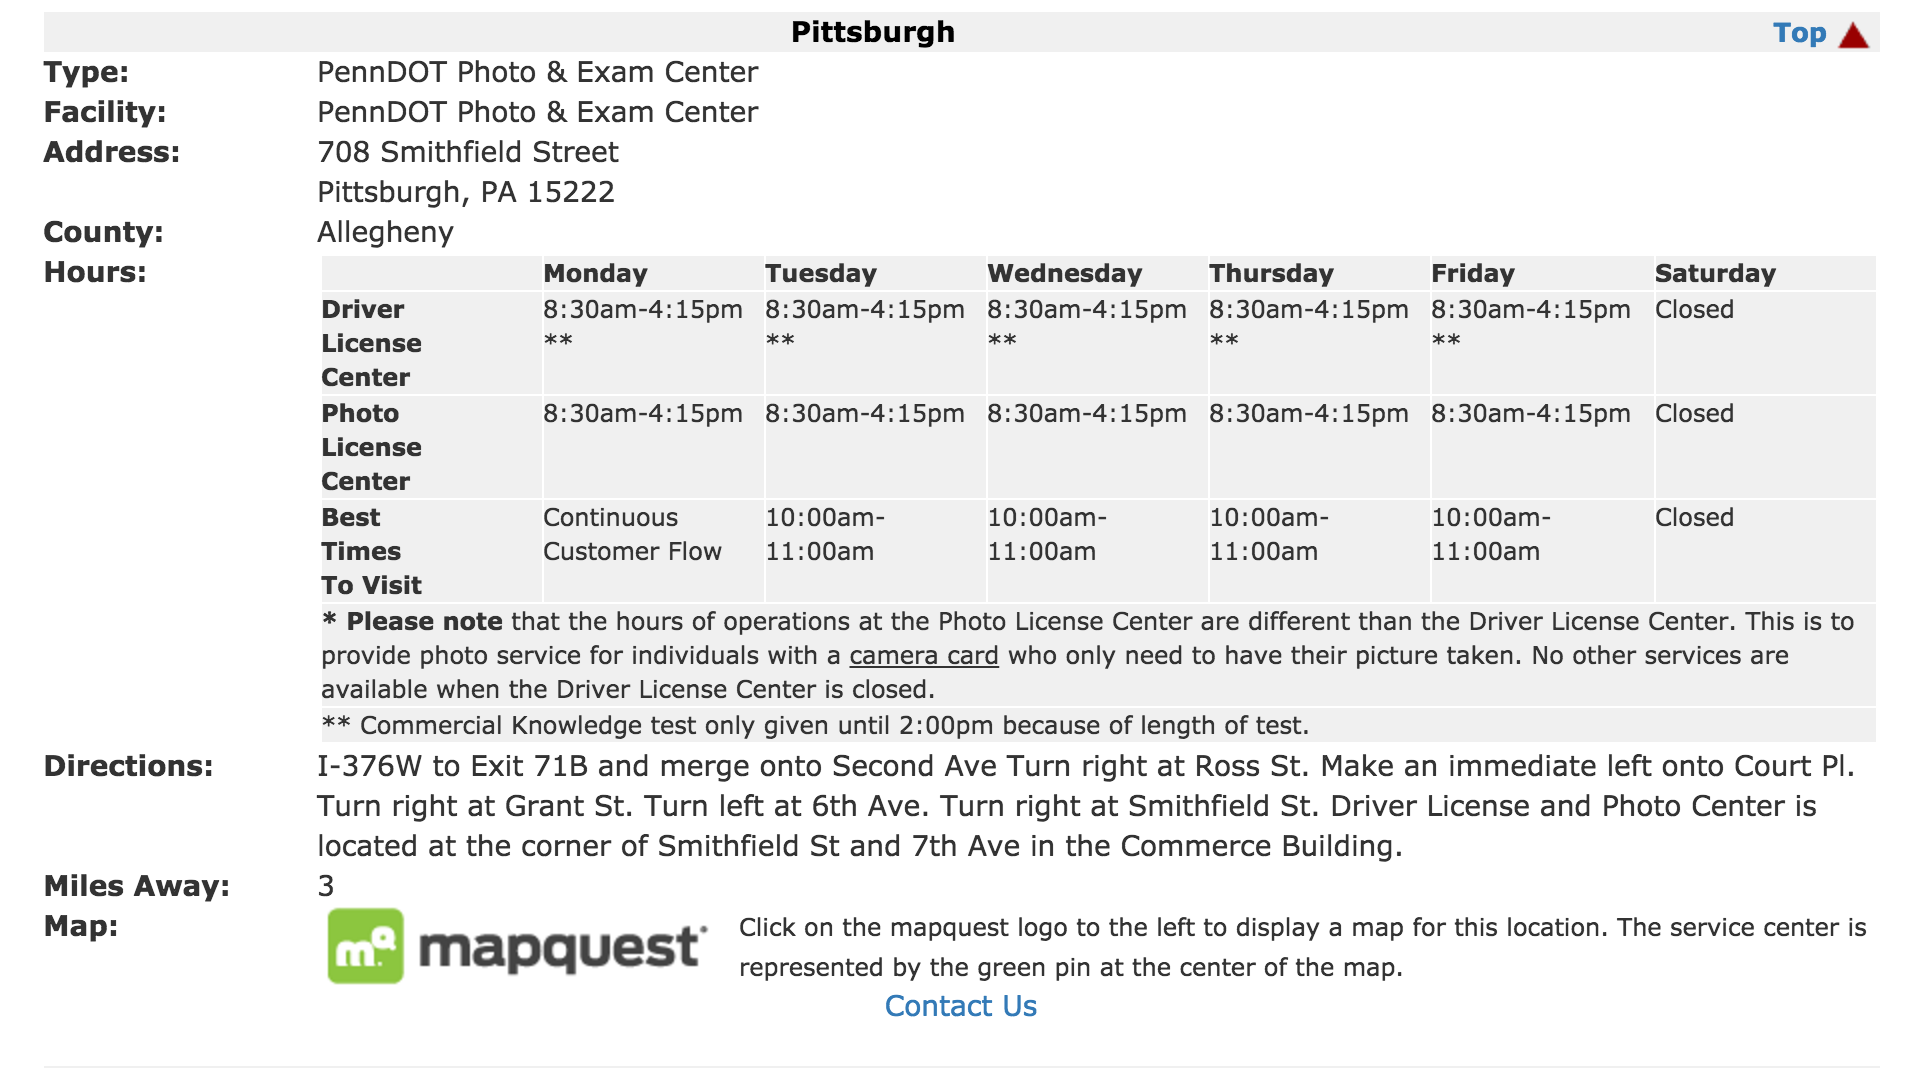 Pittsburgh Top
Type: PennDOT Photo & Exam Center
Facility: PennDOT Photo & Exam Center
Address: 708 Smithfield Street
Pittsburgh, PA 15222
County: Allegheny
Hours:
Monday Tuesday Wednesday Thursday Friday Saturday
Driver 8:30am-4:15pm 8:30am-4:15pm 8:30am-4:15pm 8:30am-4:15pm 8:30am-4:15pm Closed
License ** ** ** ** **
Center
Photo 8:30am-4:15pm 8:30am-4:15pm 8:30am-4:15pm 8:30am-4:15pm 8:30am-4:15pm Closed
License
Center
Best Continuous 10:00am- 10:00am- 10:00am- 10:00am- Closed
Times Customer Flow 11:00am 11:00am 11:00am 11:00am
To Visit
* Please note that the hours of operations at the Photo License Center are different than the Driver License Center. This is to
provide photo service for individuals with a camera card who only need to have their picture taken. No other services are
available when the Driver License Center is closed.
** Commercial Knowledge test only given until 2:00pm because of length of test.
Directions: I-376W to Exit 71B and merge onto Second Ave Turn right at Ross St. Make an immediate left onto Court Pl.
Turn right at Grant St. Turn left at 6th Ave. Turn right at Smithfield St. Driver License and Photo Center is
located at the corner of Smithfield St and 7th Ave in the Commerce Building.
Miles Away: 3
Map: mq mapquest Click on the mapquest logo to the left to display a map for this location. The service center is
represented by the green pin at the center of the map.
Contact Us